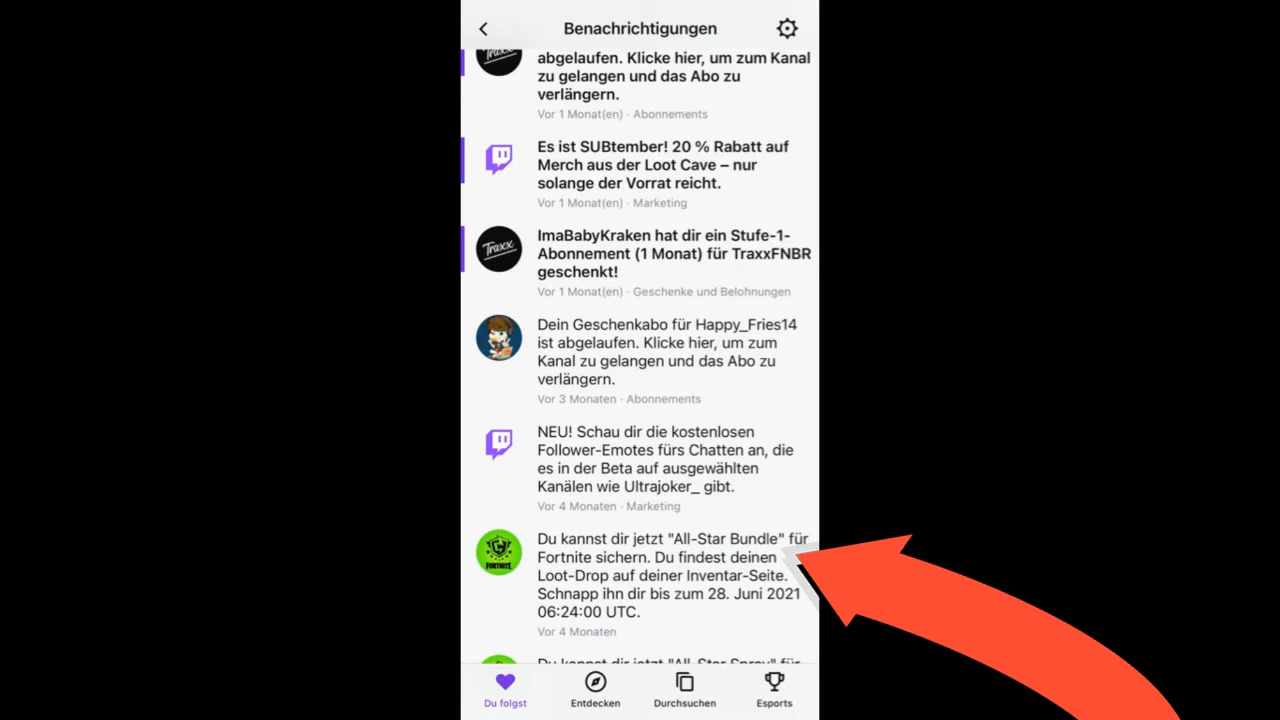 Benachrichtigungen
Traxx
abgelaufen. Klicke hier, um zum Kanal
zu gelangen und das Abo zu
verlängern.
Vor 1 Monat(en) · Abonnements
Es ist SUBtember! 20 % Rabatt auf
Merch aus der Loot Cave – nur
solange der Vorrat reicht.
Vor 1 Monat(en) · Marketing
Traxx
ImaBabyKraken hat dir ein Stufe-1-
Abonnement (1 Monat) für TraxxFNBR
geschenkt!
Vor 1 Monat(en) · Geschenke und Belohnungen
Dein Geschenkabo für Happy_Fries14
ist abgelaufen. Klicke hier, um zum
Kanal zu gelangen und das Abo zu
verlängern.
Vor 3 Monaten · Abonnements
NEU! Schau dir die kostenlosen
Follower-Emotes fürs Chatten an, die
es in der Beta auf ausgewählten
Kanälen wie Ultrajoker_ gibt.
Vor 4 Monaten · Marketing
FORTNITE
Du kannst dir jetzt "All-Star Bundle" für
Fortnite sichern. Du findest deinen
Loot-Drop auf deiner Inventar-Seite.
Schnapp ihn dir bis zum 28. Juni 2021
06:24:00 UTC.
Vor 4 Monaten
Du kannst dir jetzt "All-Star Spray" für
Du folgst
Entdecken
Durchsuchen
Esports